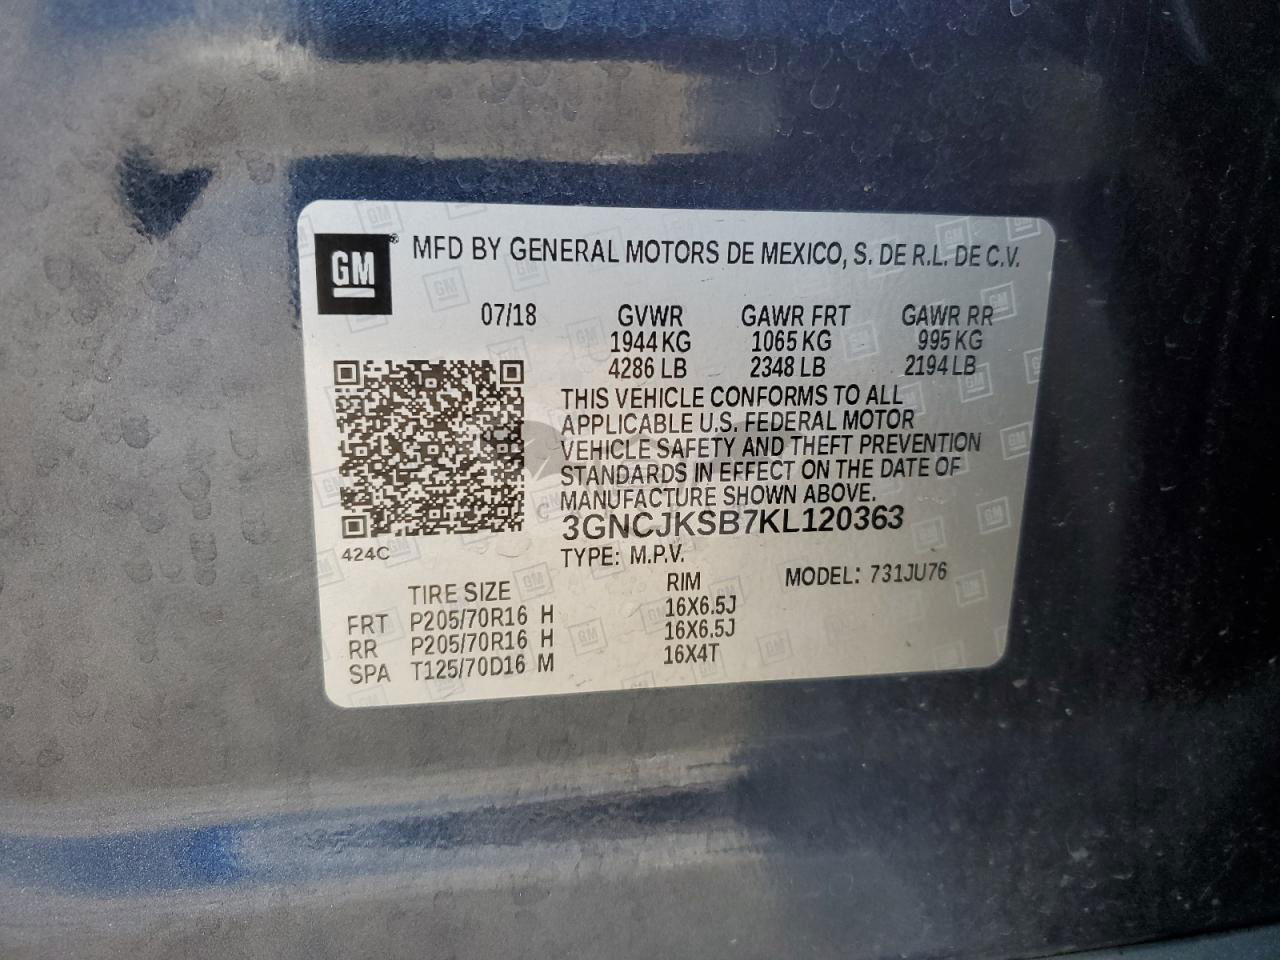 GM® MFD BY GENERAL MOTORS DE MEXICO, S. DE R.L. DE C.V.
07/18 GVWR GAWR FRT GAWR RR
1944 KG 1065 KG 995 KG
4286 LB 2348 LB 2194 LB
THIS VEHICLE CONFORMS TO ALL
APPLICABLE U.S. FEDERAL MOTOR
VEHICLE SAFETY AND THEFT PREVENTION
STANDARDS IN EFFECT ON THE DATE OF
MANUFACTURE SHOWN ABOVE.
3GNCJKSB7KL120363
424C TYPE: M.P.V.
TIRE SIZE RIM MODEL: 731JU76
FRT P205/70R16 H 16X6.5J
RR P205/70R16 H 16X6.5J
SPA T125/70D16 M 16X4T